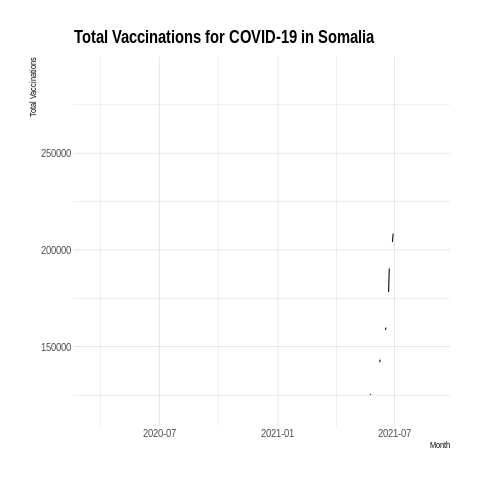 Total Vaccinations for COVID-19 in Somalia
Total Vaccinations
250000
200000
150000
2020-07 2021-01 2021-07
Month